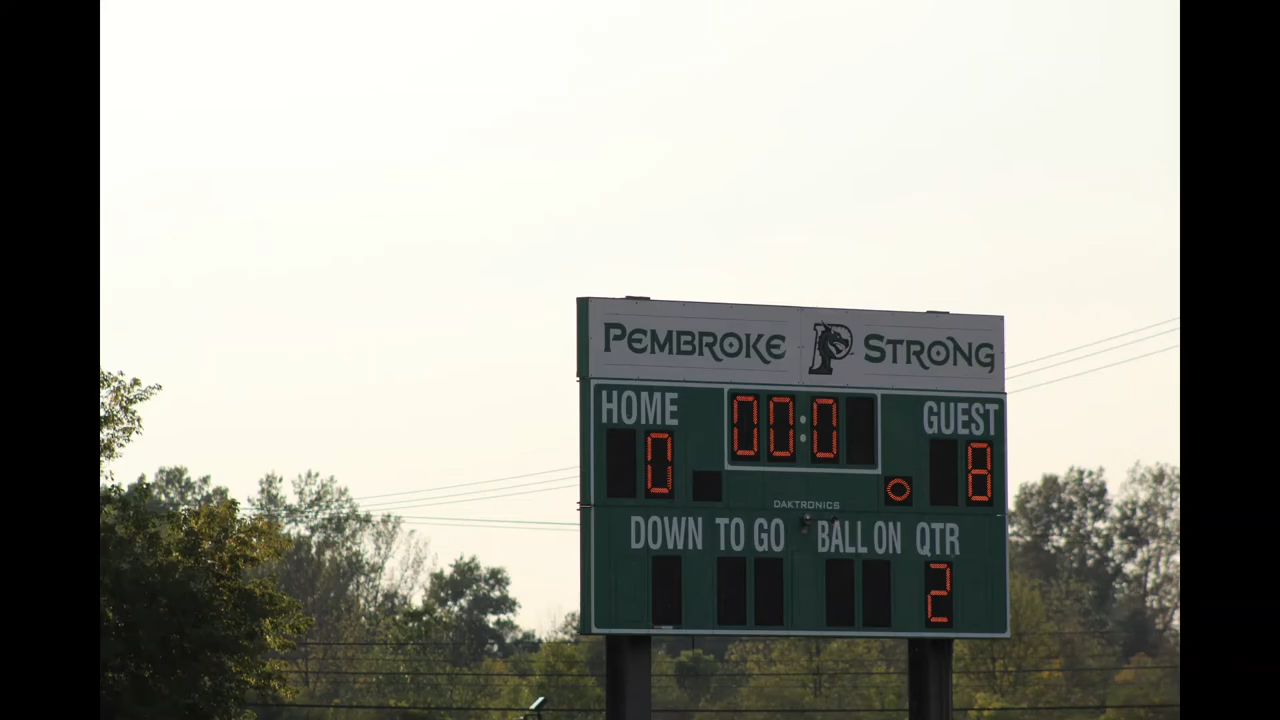 PEMBROKE P STRONG
HOME 00:0 GUEST
0 8
DAKTRONICS
DOWN TO GO BALL ON QTR
2